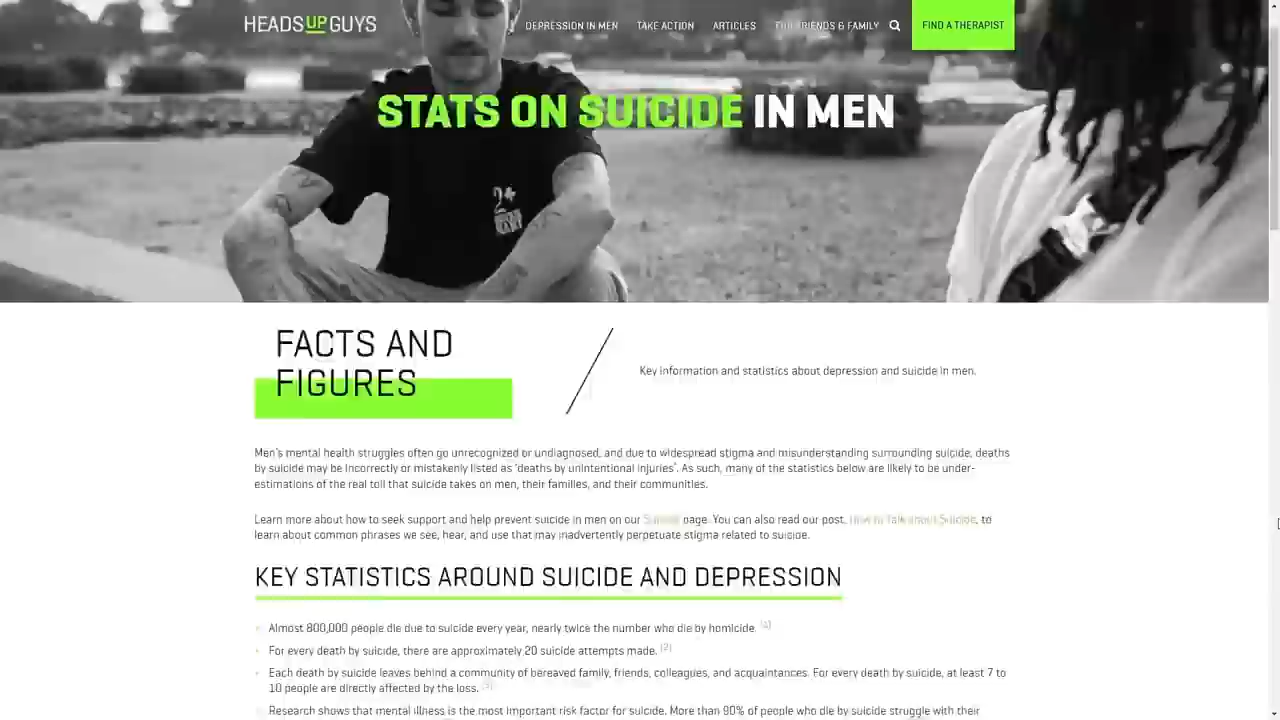 HEADSUPGUYS
DEPRESSION IN MEN
TAKE ACTION
ARTICLES
FOR FRIENDS & FAMILY
FIND A THERAPIST
STATS ON SUICIDE IN MEN
FACTS AND
FIGURES
Key information and statistics about depression and suicide in men.
Men's mental health struggles often go unrecognized or undiagnosed, and due to widespread stigma and misunderstanding surrounding suicide, deaths
by suicide may be incorrectly or mistakenly listed as 'deaths by unintentional injuries'. As such, many of the statistics below are likely to be under-
estimations of the real toll that suicide takes on men, their families, and their communities.
Learn more about how to seek support and help prevent suicide in men on our Suicide page. You can also read our post, How to Talk about Suicide, to
learn about common phrases we see, hear, and use that may inadvertently perpetuate stigma related to suicide.
KEY STATISTICS AROUND SUICIDE AND DEPRESSION
Almost 800,000 people die due to suicide every year, nearly twice the number who die by homicide.
For every death by suicide, there are approximately 20 suicide attempts made. [2]
Each death by suicide leaves behind a community of bereaved family, friends, colleagues, and acquaintances. For every death by suicide, at least 7 to
10 people are directly affected by the loss.
Research shows that mental illness is the most important risk factor for suicide. More than 90% of people who die by suicide struggle with their